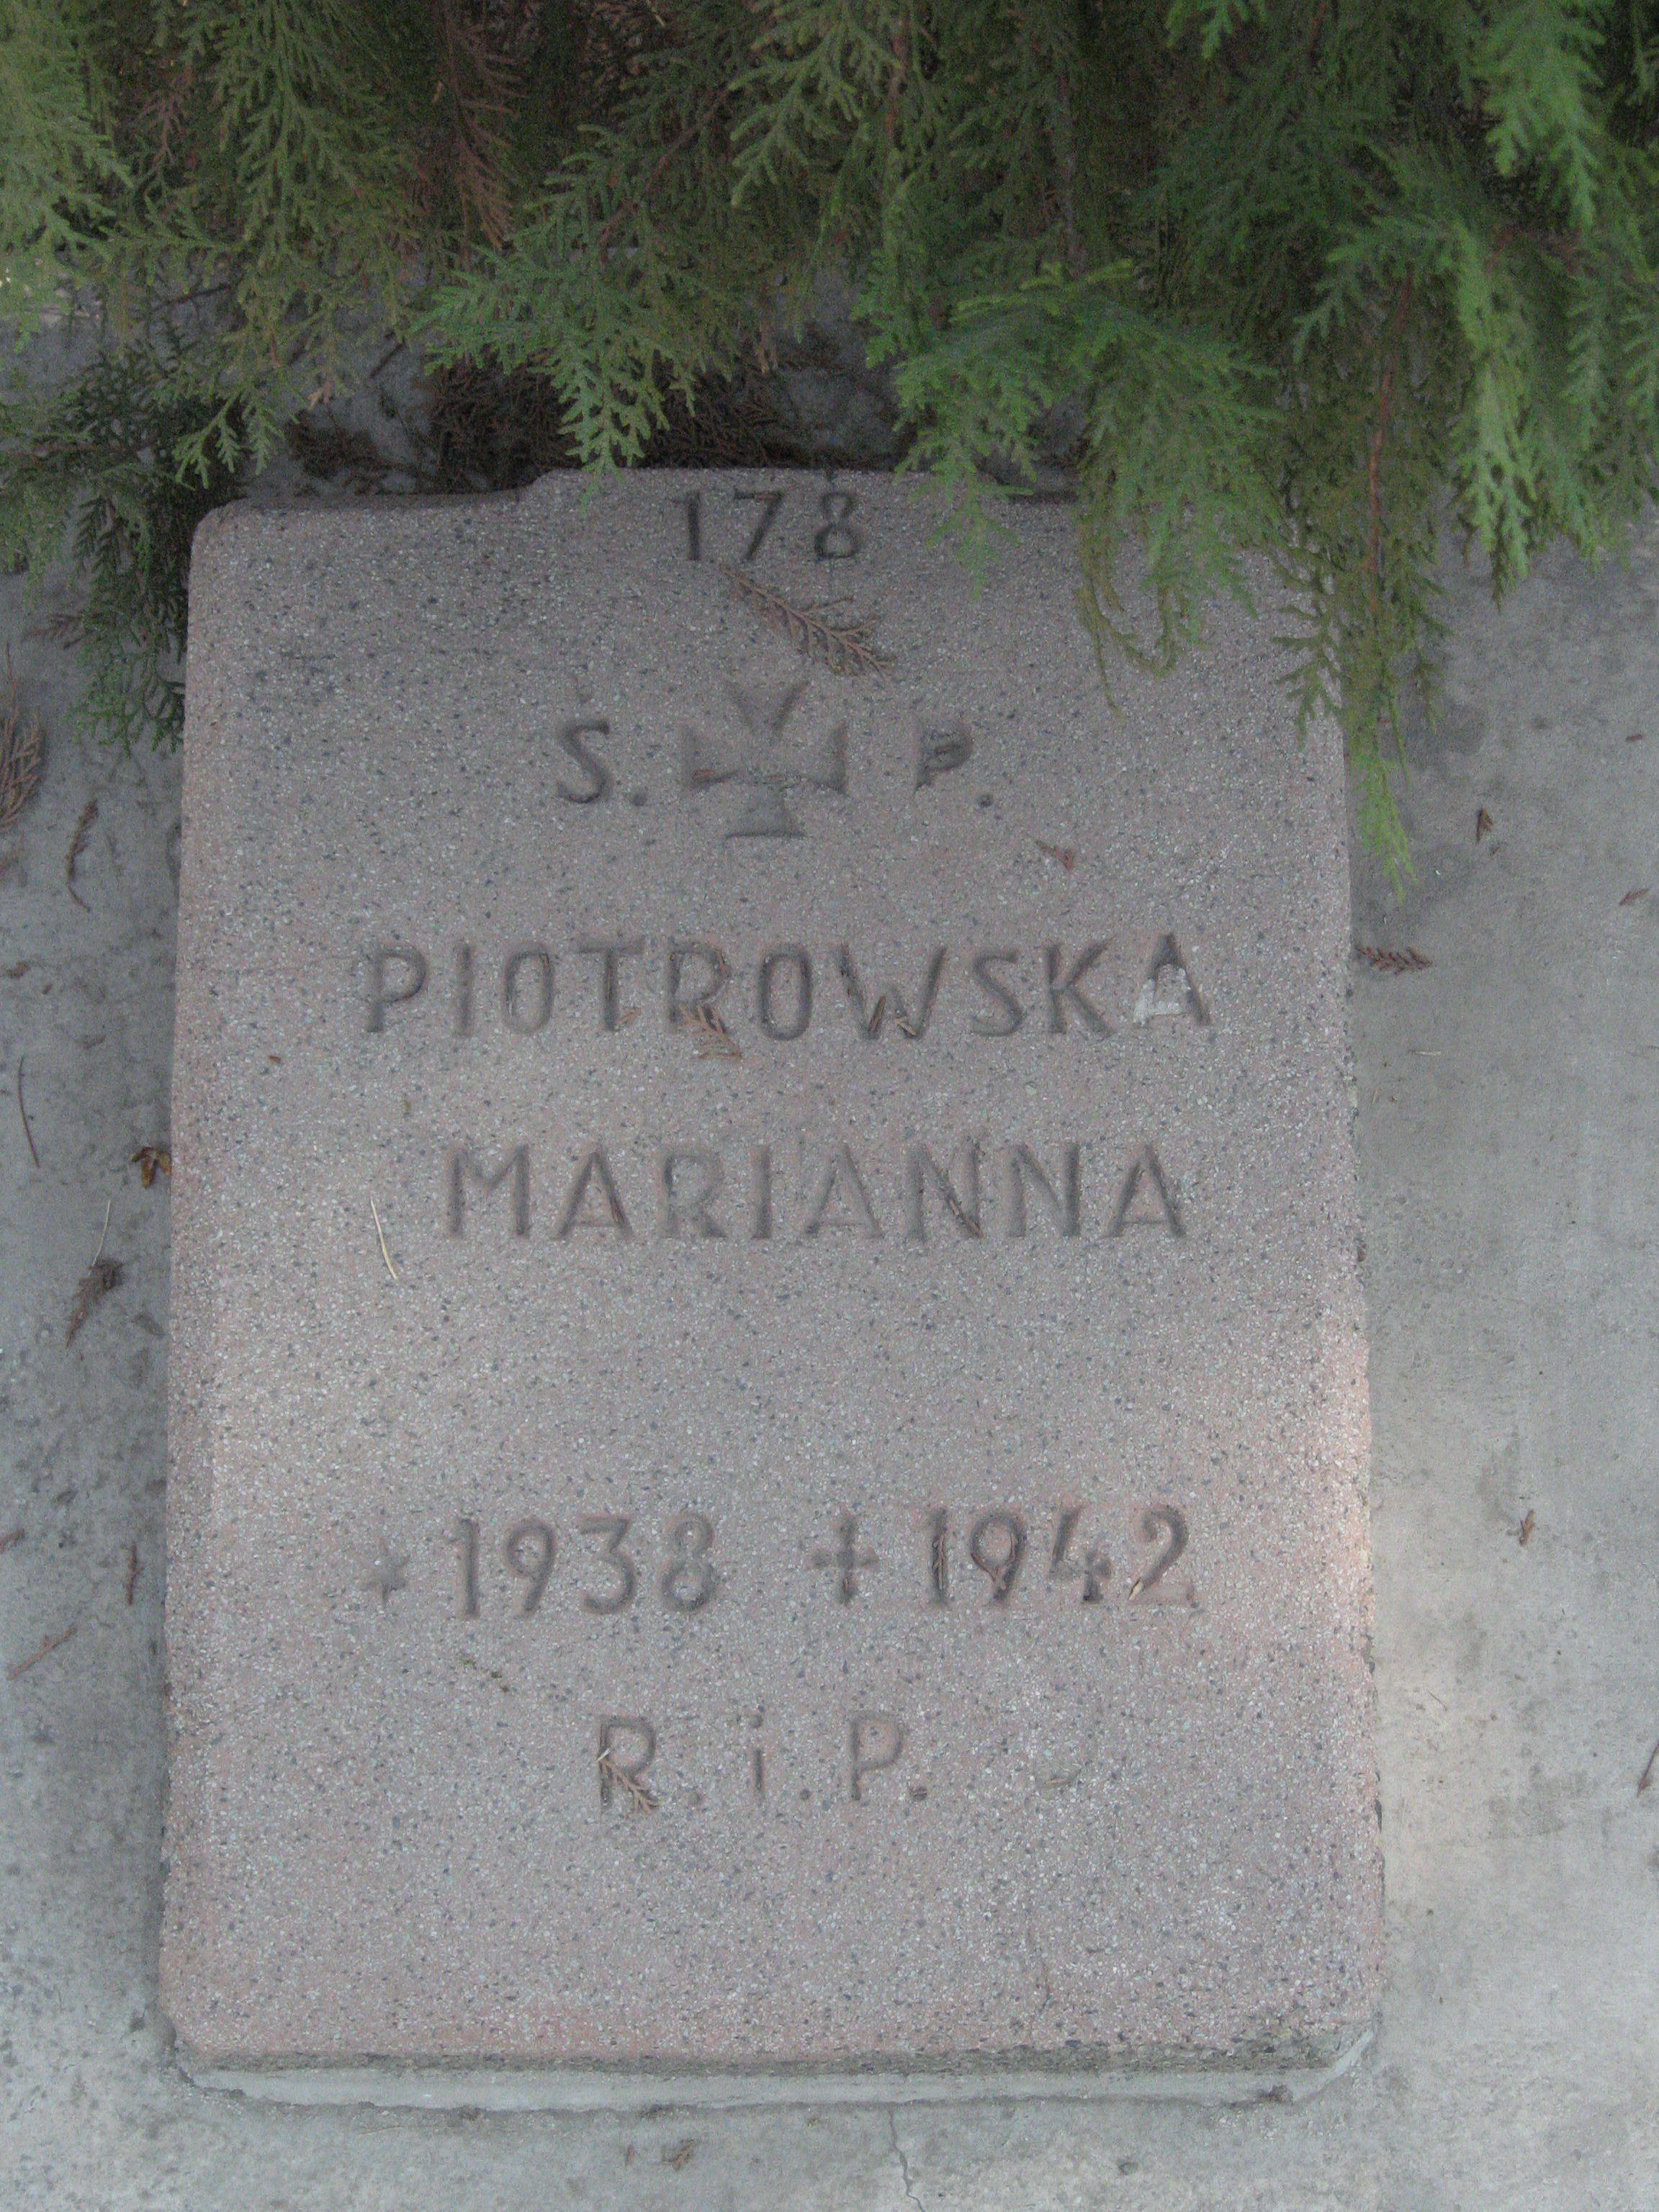 178
Ś. P.
PIOTROWSKA
MARIANNA
* 1938 + 1942
R. i. P.